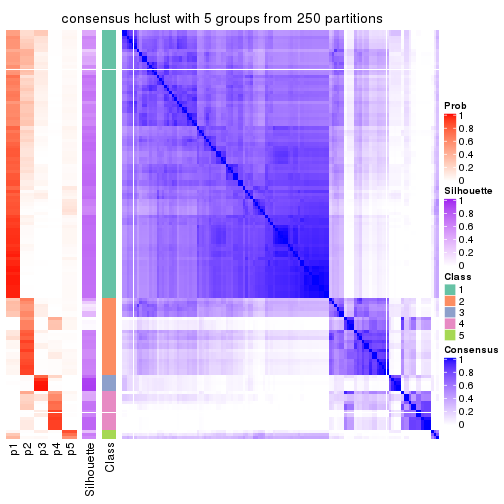 consensus hclust with 5 groups from 250 partitions
Prob
1
0.8
0.6
0.4
0.2
0
Silhouette
1
0.8
0.6
0.4
0.2
0
Class
1
2
3
4
5
Consensus
1
0.8
0.6
0.4
0.2
0
p1
p2
p3
p4
p5
Silhouette
Class